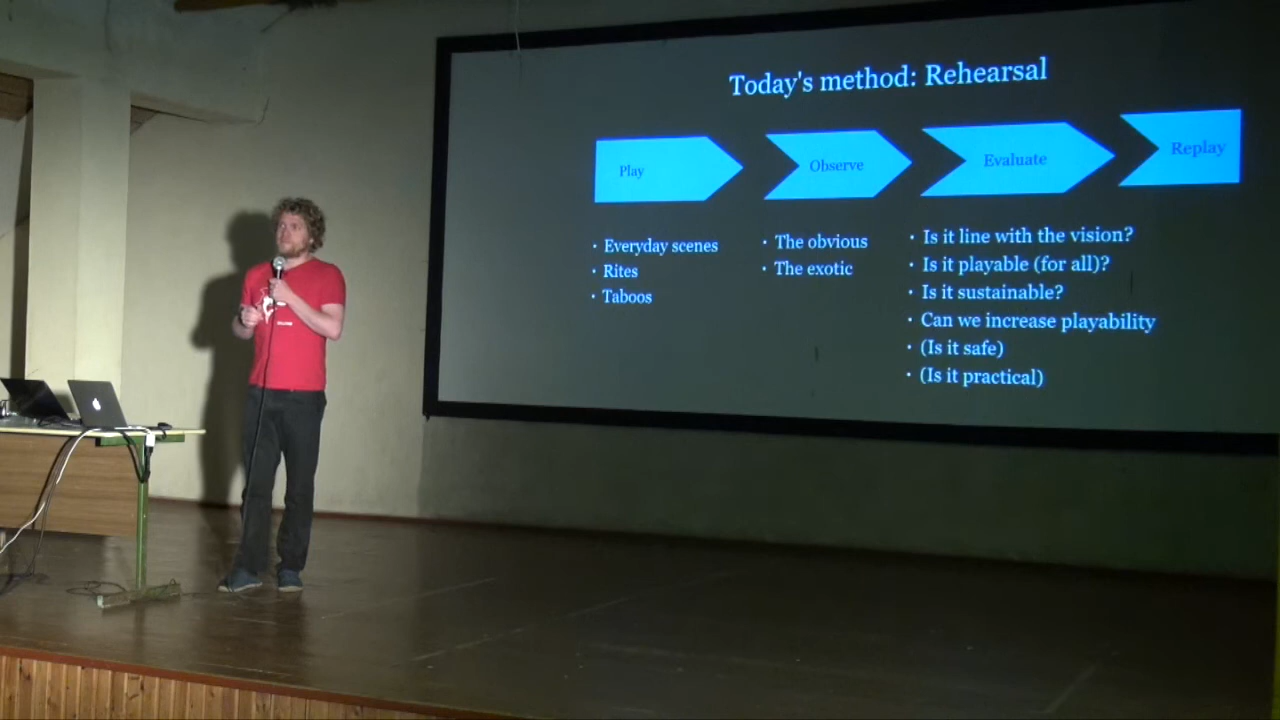 Today's method: Rehearsal
Play
Observe
Evaluate
Replay
· Everyday scenes
· Rites
· Taboos
· The obvious
· The exotic
· Is it line with the vision?
· Is it playable (for all)?
· Is it sustainable?
· Can we increase playability
· (Is it safe)
· (Is it practical)